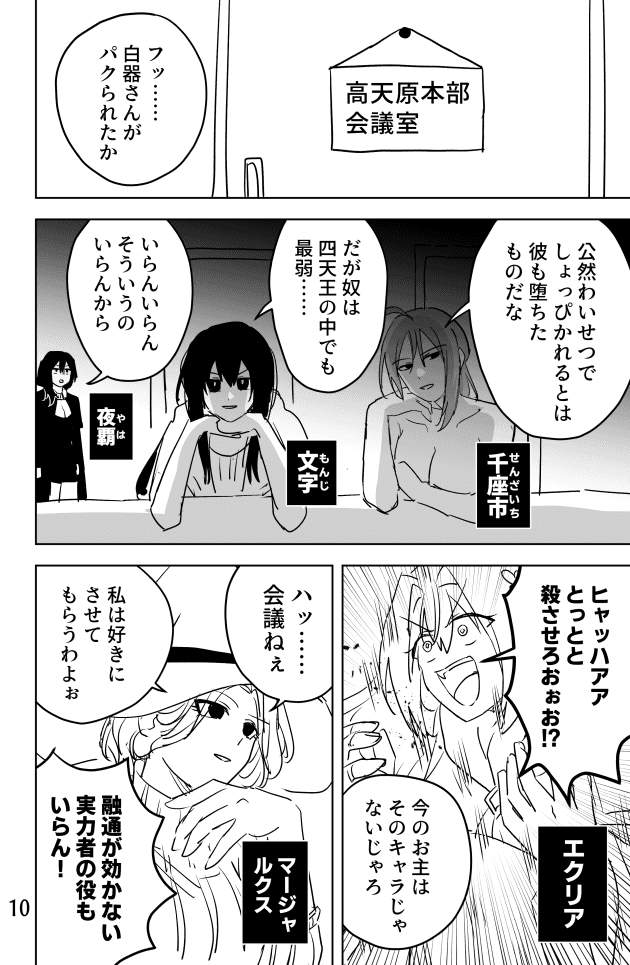 高天原本部
会議室
フッ……
白器さんが
パクられたか
公然わいせつで
しょっぴかれるとは
彼も堕ちた
ものだな
千座市
せんざいち
だが奴は
四天王の中でも
最弱……
文字
もんじ
いらんいらん
そういうの
いらんから
夜覇
やは
ヒャッハアア
とっとと
殺させろおぉお!?
エクリア
今のお主は
そのキャラじゃ
ないじゃろ
ハッ……
会議ねぇ
私は好きに
させて
もらうわよぉ
マージャ
ルクス
融通が効かない
実力者の役も
いらん！
10